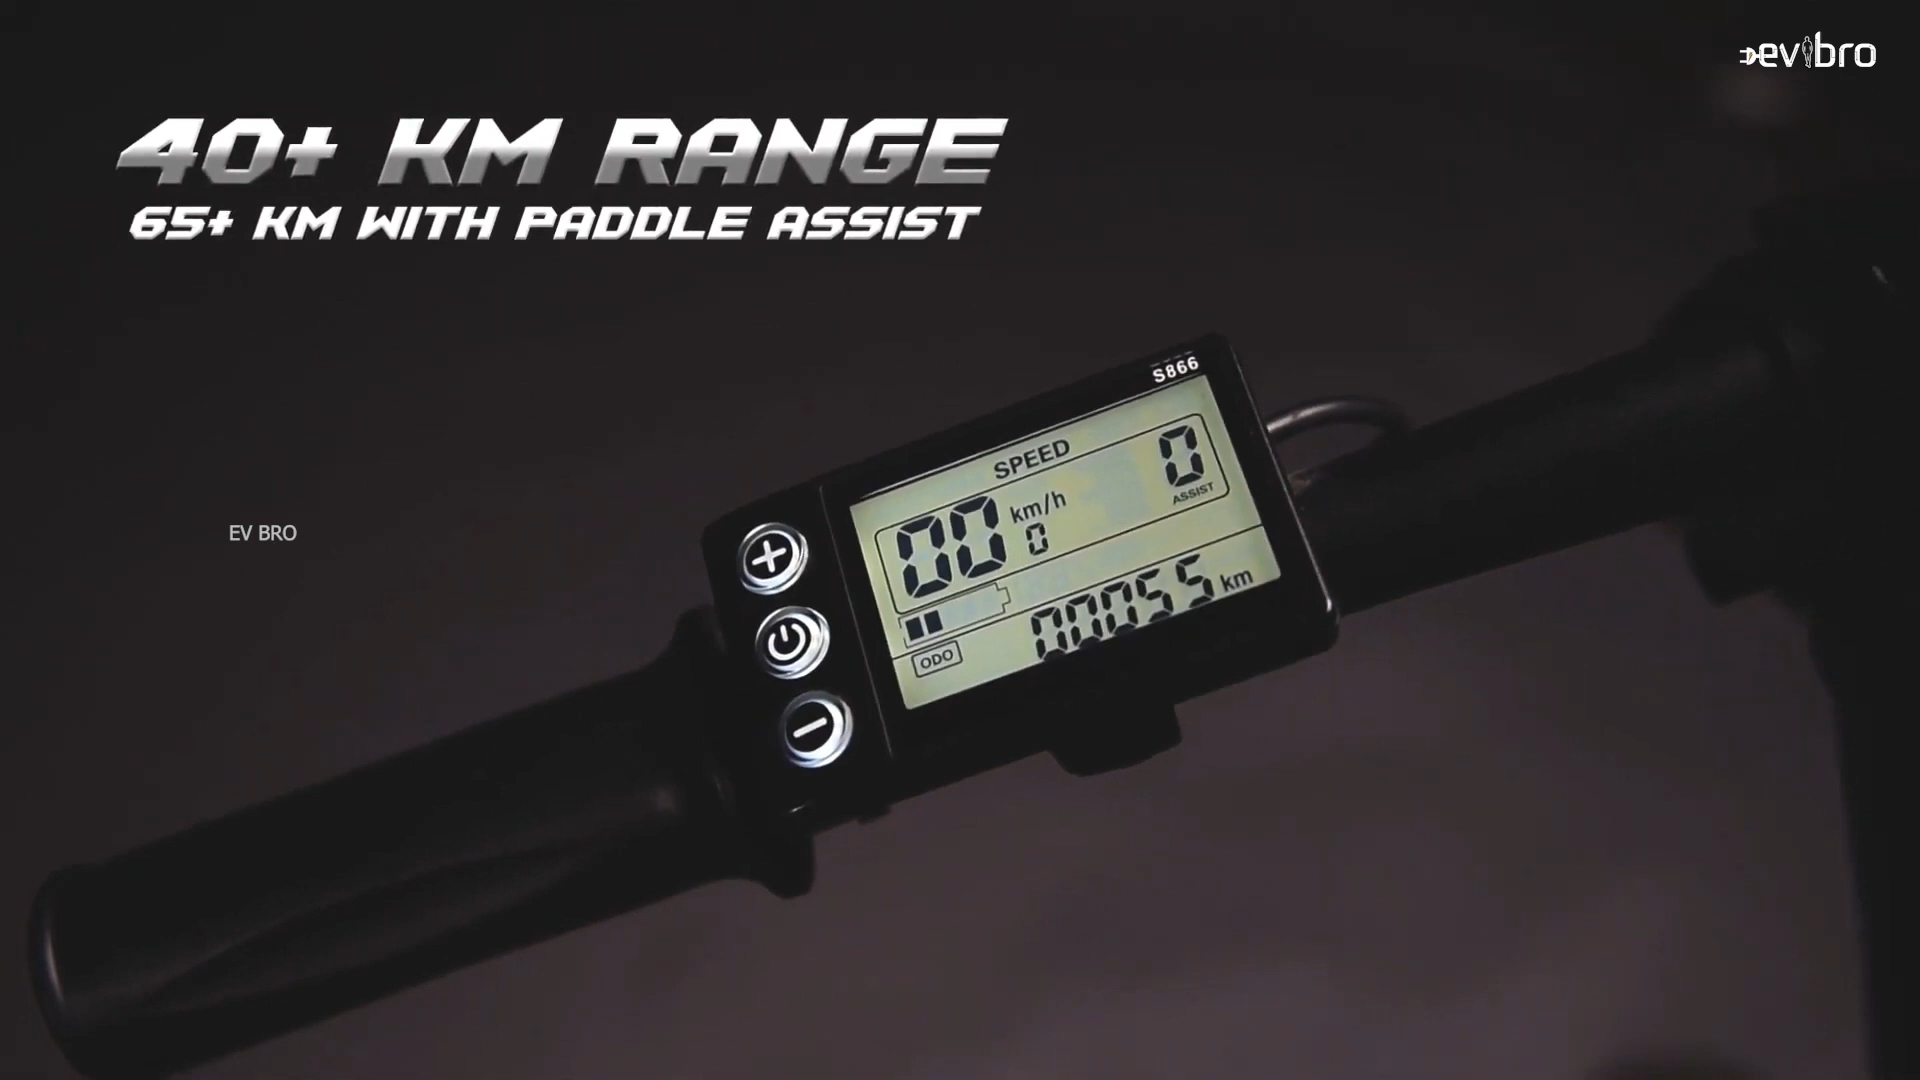 evbro
40+ KM RANGE
65+ KM WITH PADDLE ASSIST
S866
SPEED
00 km/h 0
0 ASSIST
ODO 00055 km
EV BRO